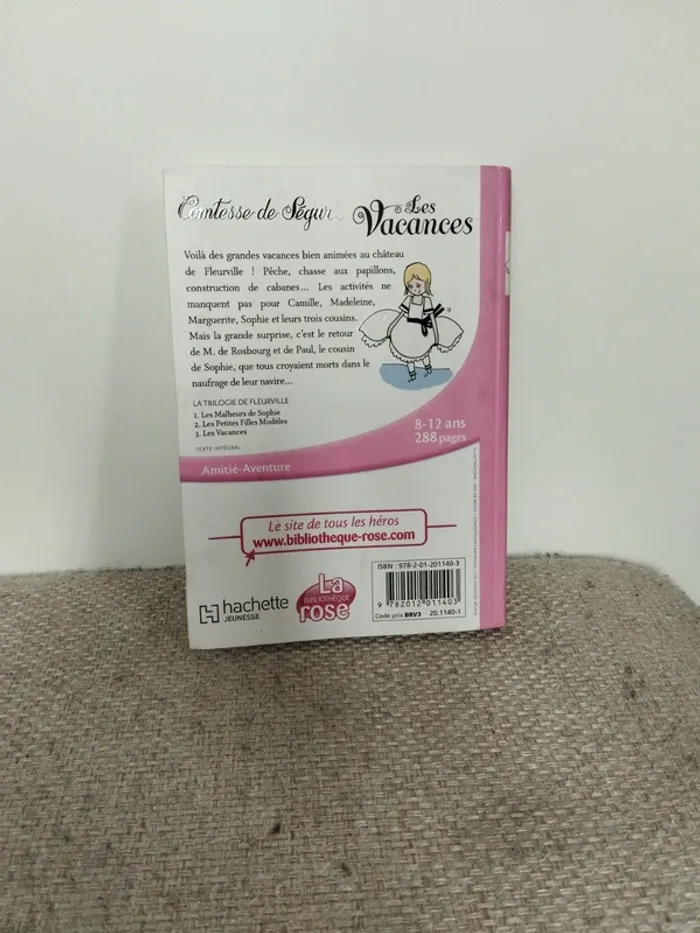 Comtesse de Ségur
Les
Vacances
Voilà des grandes vacances bien animées au château
de Fleurville ! Pêche, chasse aux papillons,
construction de cabanes... Les activités ne
manquent pas pour Camille, Madeleine,
Marguerite, Sophie et leurs trois cousins.
Mais la grande surprise, c'est le retour
de M. de Rosbourg et de Paul, le cousin
de Sophie, que tous croyaient morts dans le
naufrage de leur navire...
LA TRILOGIE DE FLEURVILLE
1. Les Malheurs de Sophie
2. Les Petites Filles Modèles
3. Les Vacances
TEXTE INTÉGRAL
8-12 ans
288 pages
Amitié-Aventure
Le site de tous les héros
www.bibliotheque-rose.com
hachette
JEUNESSE
La
BIBLIOTHÈQUE
rose
ISBN : 978-2-01-201140-3
9 782012 011403
Code prix BRV3 20.1140-1